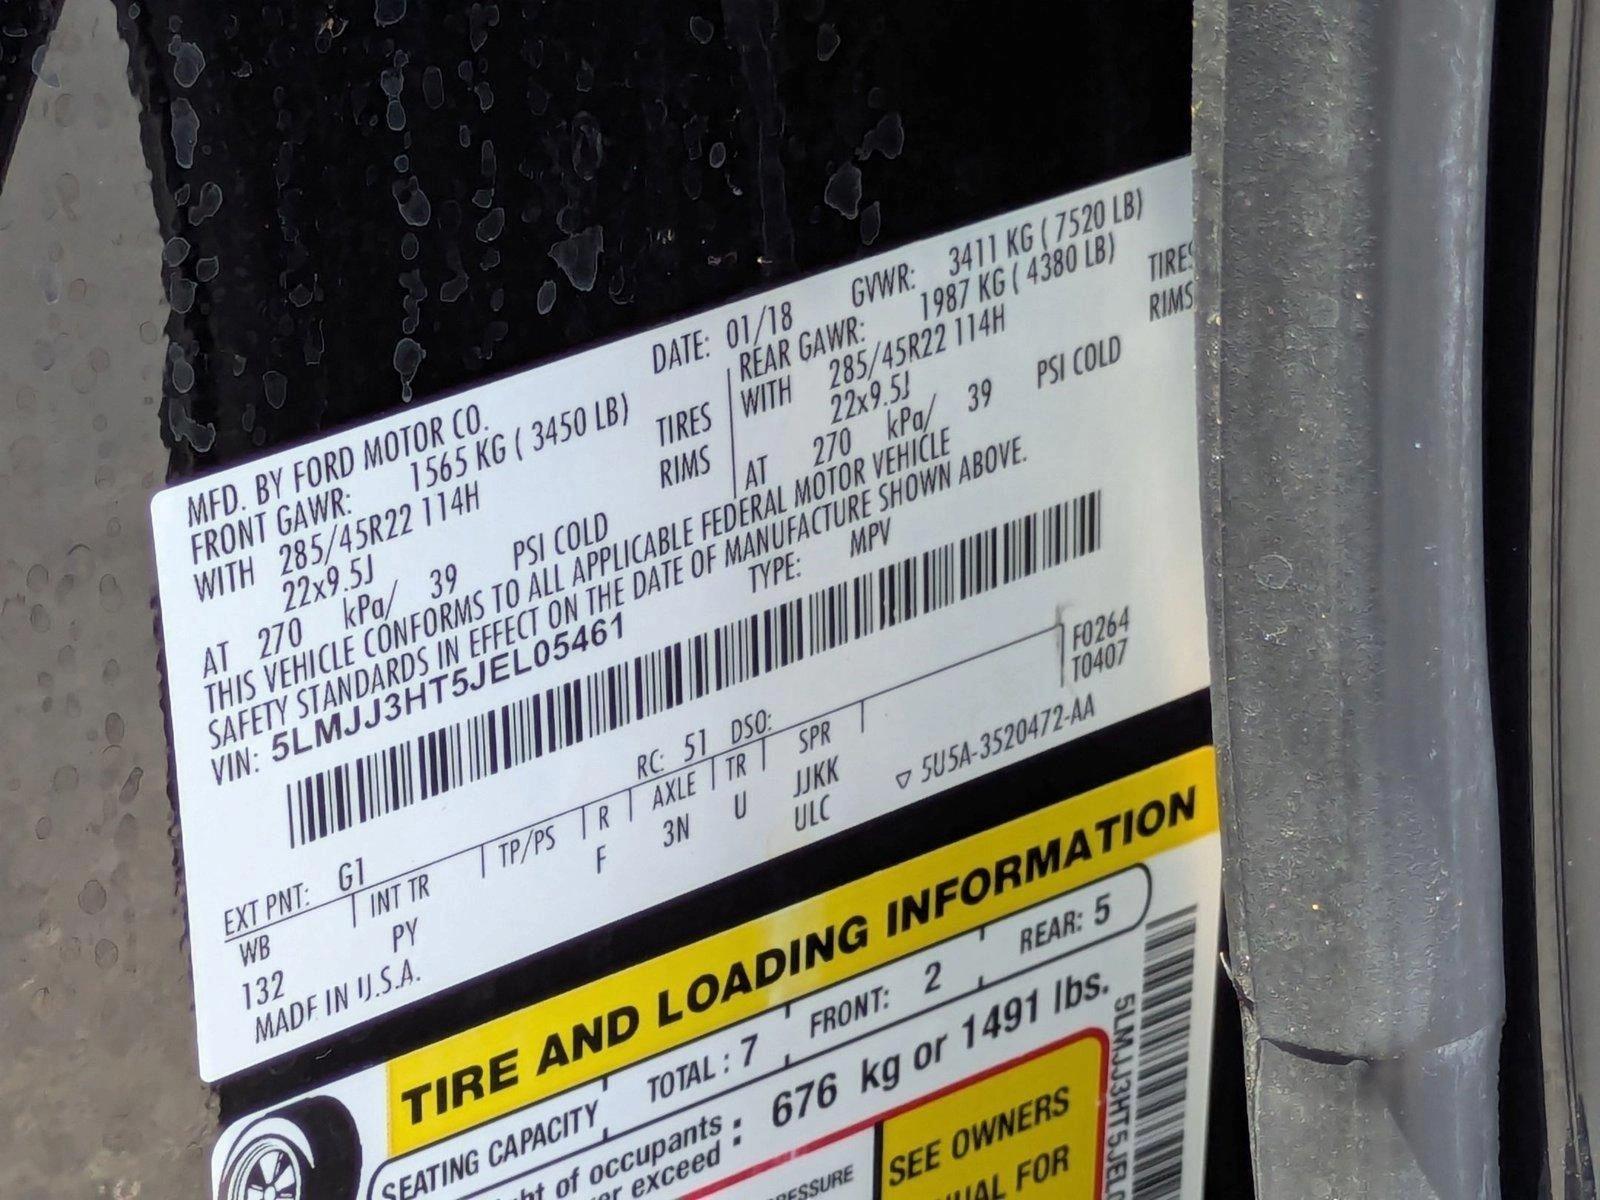 MFD. BY FORD MOTOR CO.
DATE: 01/18
GVWR: 3411 KG ( 7520 LB)
FRONT GAWR: 1565 KG ( 3450 LB)
REAR GAWR: 1987 KG ( 4380 LB)
WITH 285/45R22 114H TIRES
WITH 285/45R22 114H TIRES
22x9.5J RIMS
22x9.5J RIMS
AT 270 kPa/ 39 PSI COLD
AT 270 kPa/ 39 PSI COLD
THIS VEHICLE CONFORMS TO ALL APPLICABLE FEDERAL MOTOR VEHICLE
SAFETY STANDARDS IN EFFECT ON THE DATE OF MANUFACTURE SHOWN ABOVE.
VIN: 5LMJJ3HT5JEL05461
TYPE: MPV
F0264
T0407
EXT PNT: G1 RC: 51 DSO:
WB INT TR TP/PS R AXLE TR SPR
132 PY F 3N U JJKK
ULC
MADE IN U.S.A.
5U5A-3520472-AA
TIRE AND LOADING INFORMATION
SEATING CAPACITY TOTAL : 7 FRONT: 2 REAR: 5
of occupants
exceed : 676 kg or 1491 lbs.
SEE OWNERS
FOR
5LMJJ3HT5JEL